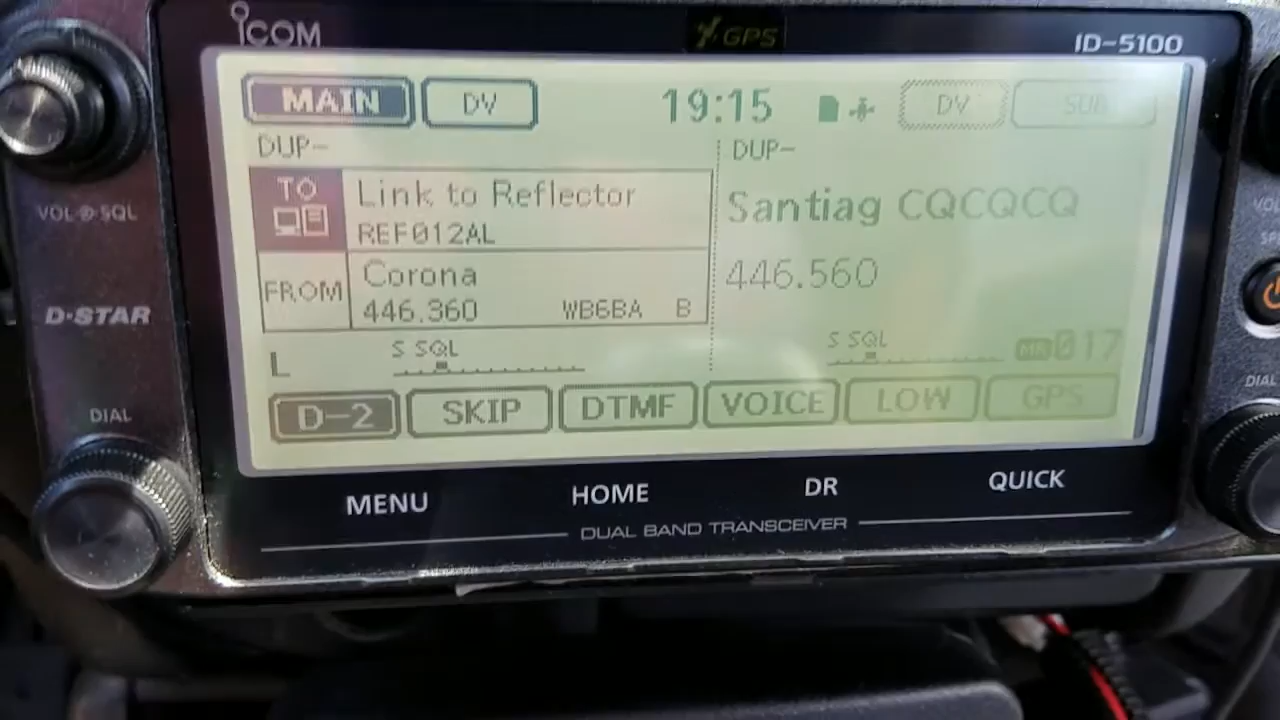 ICOM
GPS
ID-5100
MAIN DV 19:15 DV SUB
DUP-
DUP-
TO
Link to Reflector
REF012AL
Santiag CQCQCQ
FROM
Corona
446.360 WB6BA B
446.560
L
S SQL
S SQL
MR 017
D-2 SKIP DTMF VOICE LOW GPS
VOL SQL
D-STAR
DIAL
VOL
DIAL
MENU HOME DR QUICK
DUAL BAND TRANSCEIVER